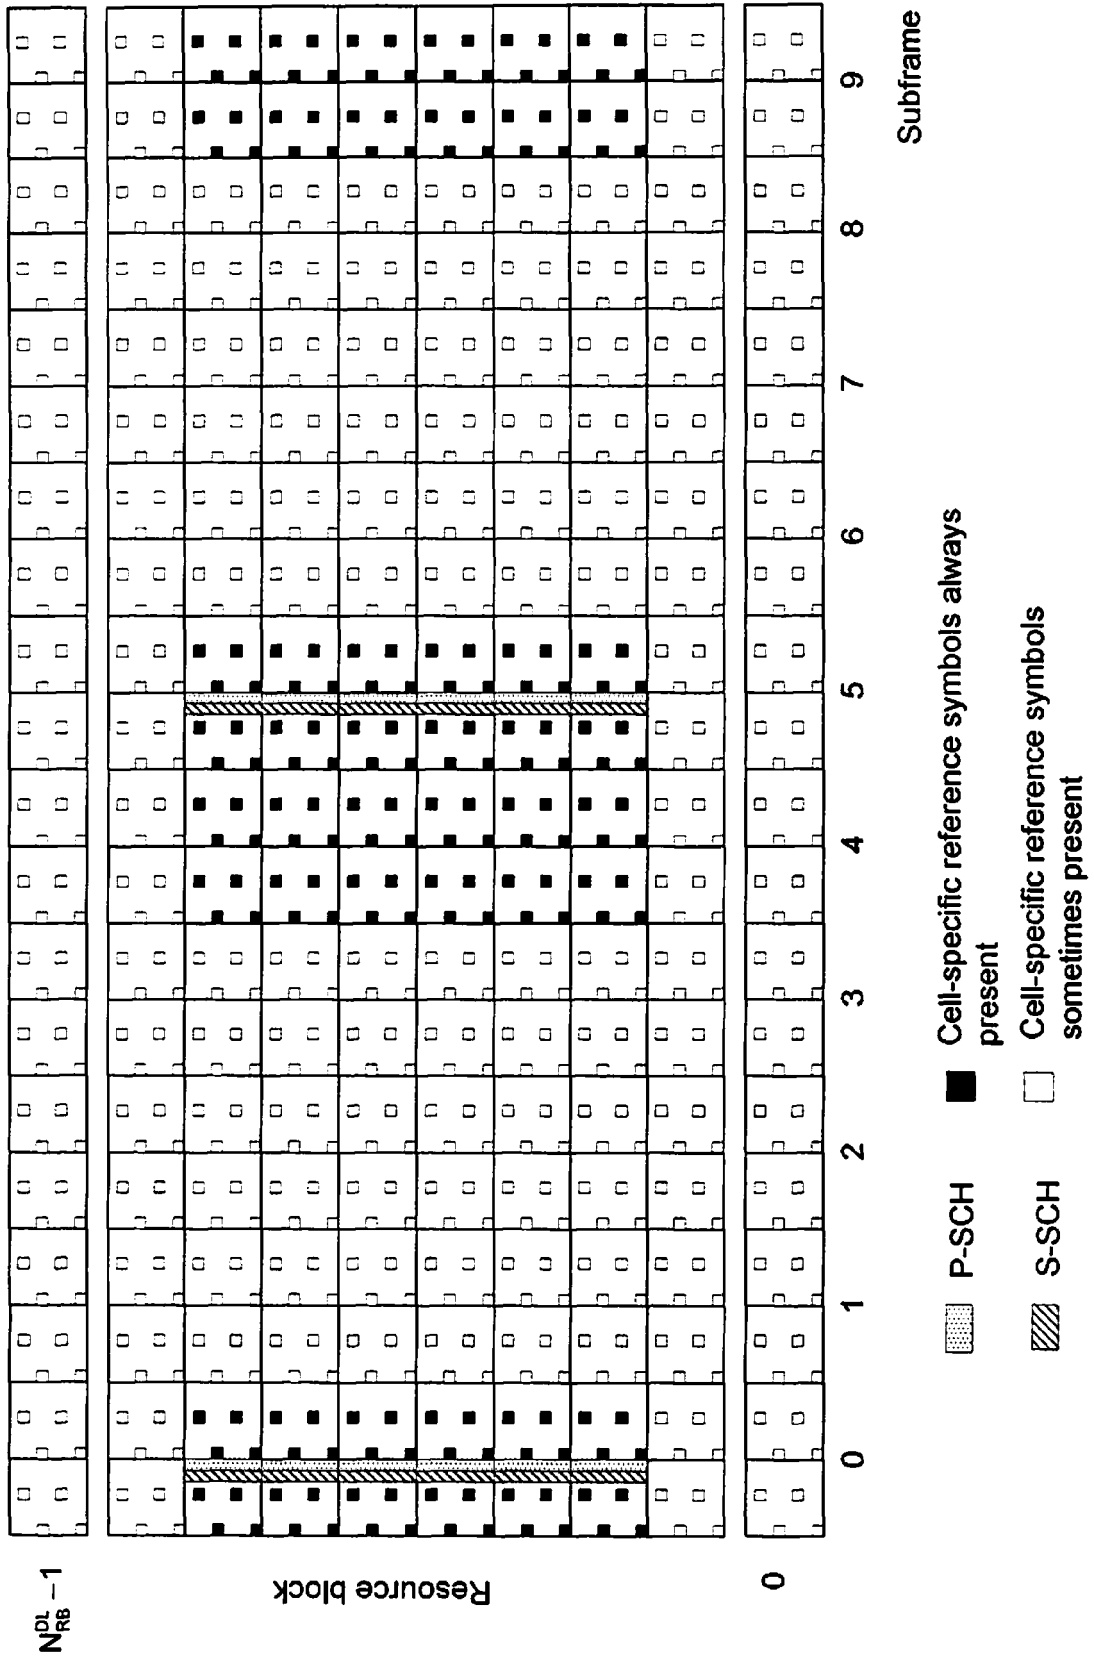 N_RB^DL – 1
Resource block
0
0 1 2 3 4 5 6 7 8 9
Subframe
P-SCH
S-SCH
Cell-specific reference symbols always
present
Cell-specific reference symbols
sometimes present